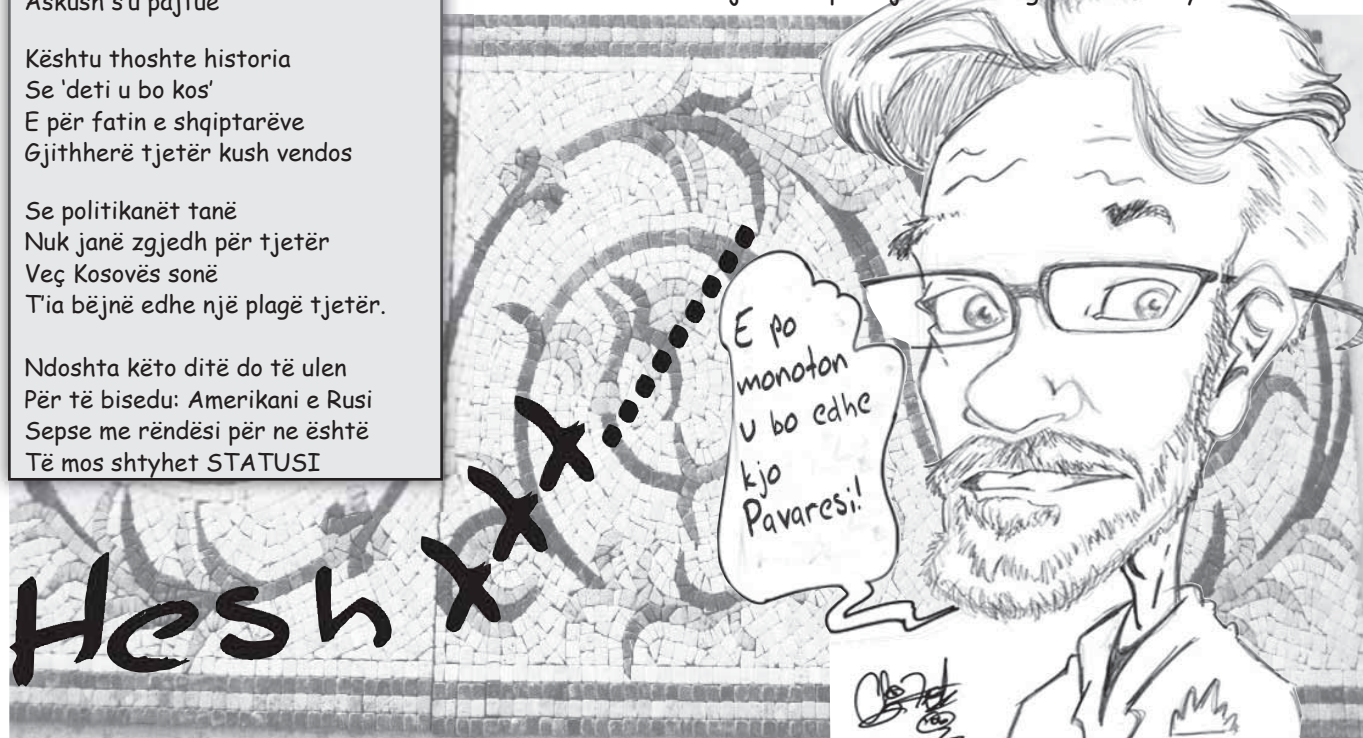 Askush s'u pajtue
Kështu thoshte historia
Se ‘deti u bo kos’
E për fatin e shqiptarëve
Gjithherë tjetër kush vendos
Se politikanët tanë
Nuk janë zgjedh për tjetër
Veç Kosovës sonë
T'ia bëjnë edhe një plagë tjetër.
Ndoshta këto ditë do të ulen
Për të bisedu: Amerikani e Rusi
Sepse me rëndësi për ne është
Të mos shtyhet STATUSI
E po
monoton
u bo edhe
kjo
Pavaresi!
Hesh x x x